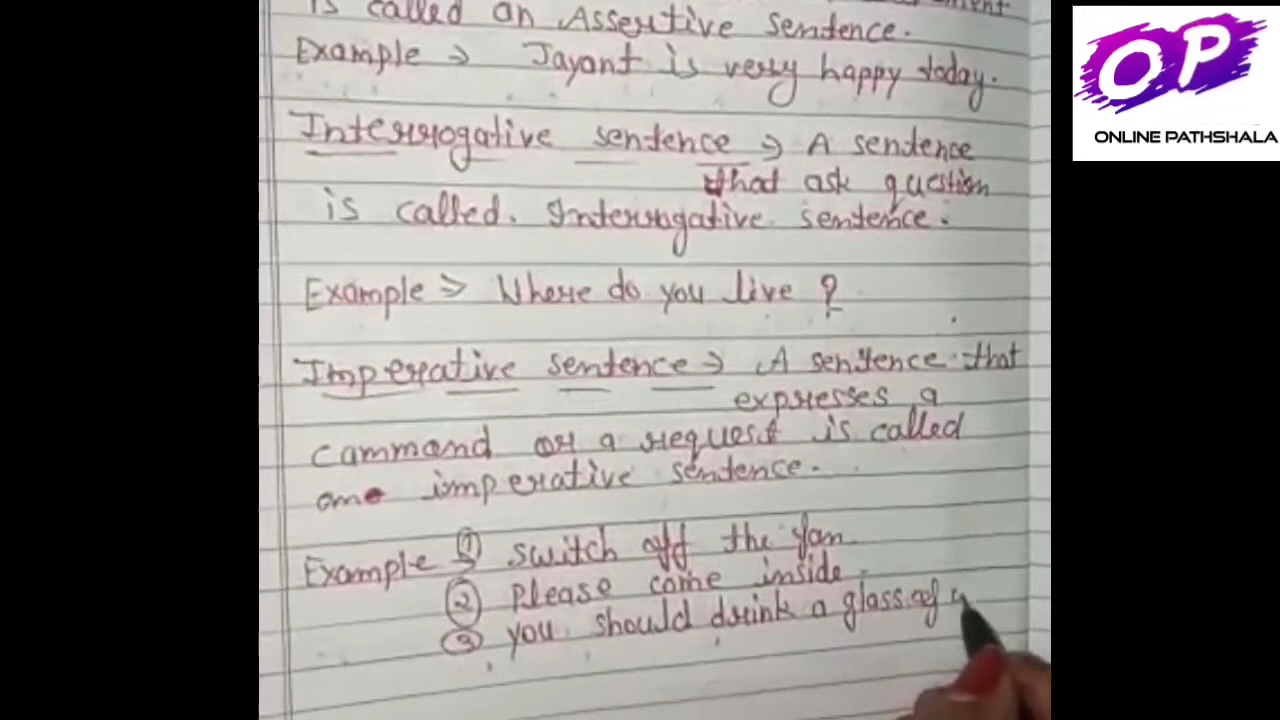 is called an Assertive sentence.
Example ⇒ Jayant is very happy today.
Interrogative sentence ⇒ A sentence
that ask question
is called. Interrogative sentence.
Example ⇒ Where do you live ?
Imperative sentence ⇒ A sentence that
expresses a
cammand or a request is called
an imperative sentence.
Example ⇒ ① switch off the fan.
② Please come inside.
③ you should drink a glass of
OP
ONLINE PATHSHALA